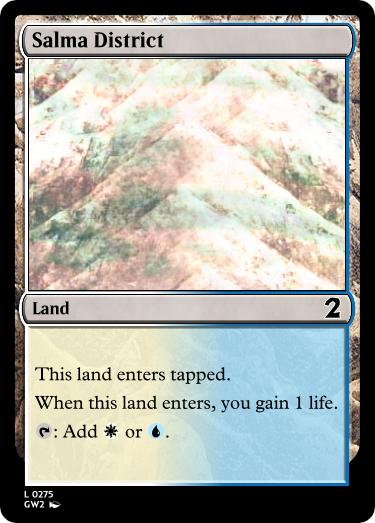 Salma District
Land 2
This land enters tapped.
When this land enters, you gain 1 life.
: Add or .
L 0275
GW2